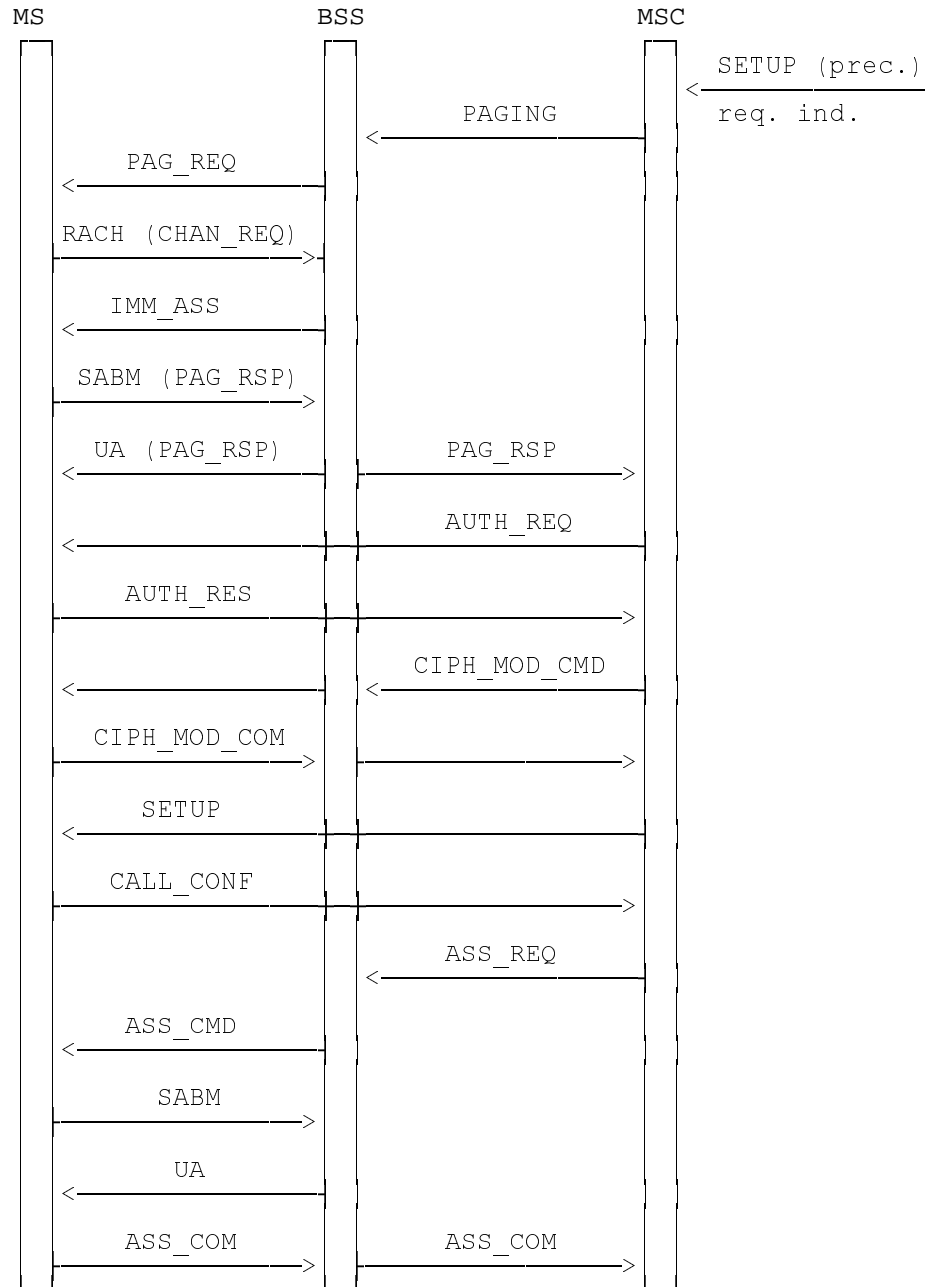 MS BSS MSC
SETUP (prec.)
req. ind.
PAGING
PAG_REQ
RACH (CHAN_REQ)
IMM_ASS
SABM (PAG_RSP)
UA (PAG_RSP) PAG_RSP
AUTH_REQ
AUTH_RES
CIPH_MOD_CMD
CIPH_MOD_COM
SETUP
CALL_CONF
ASS_REQ
ASS_CMD
SABM
UA
ASS_COM ASS_COM